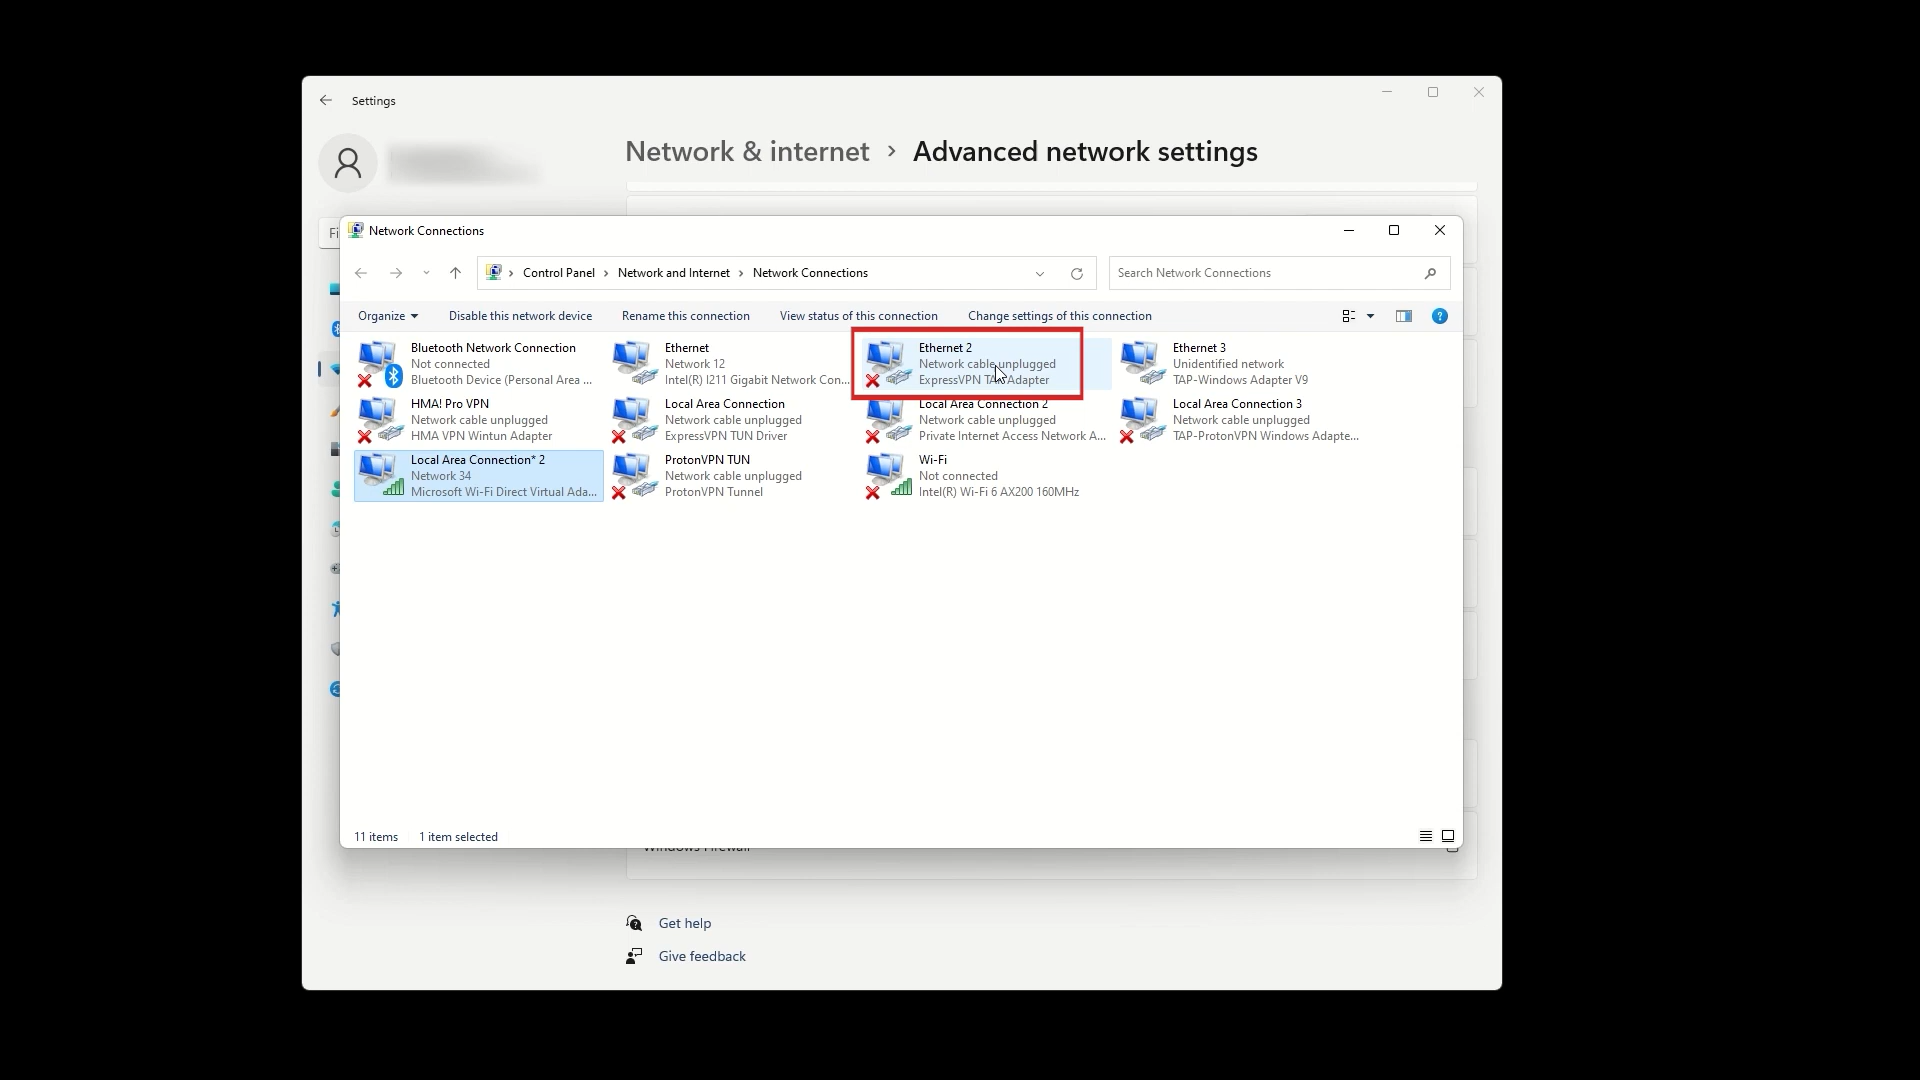 Settings
Network & internet › Advanced network settings
Fi
Network Connections
Control Panel › Network and Internet › Network Connections
Search Network Connections
Organize
Disable this network device
Rename this connection
View status of this connection
Change settings of this connection
Bluetooth Network Connection
Not connected
Bluetooth Device (Personal Area ...
Ethernet
Network 12
Intel(R) I211 Gigabit Network Con...
Ethernet 2
Network cable unplugged
ExpressVPN TAP Adapter
Ethernet 3
Unidentified network
TAP-Windows Adapter V9
HMA! Pro VPN
Network cable unplugged
HMA VPN Wintun Adapter
Local Area Connection
Network cable unplugged
ExpressVPN TUN Driver
Local Area Connection 2
Network cable unplugged
Private Internet Access Network A...
Local Area Connection 3
Network cable unplugged
TAP-ProtonVPN Windows Adapte...
Local Area Connection* 2
Network 34
Microsoft Wi-Fi Direct Virtual Ada...
ProtonVPN TUN
Network cable unplugged
ProtonVPN Tunnel
Wi-Fi
Not connected
Intel(R) Wi-Fi 6 AX200 160MHz
11 items
1 item selected
Windows Firewall
Get help
Give feedback